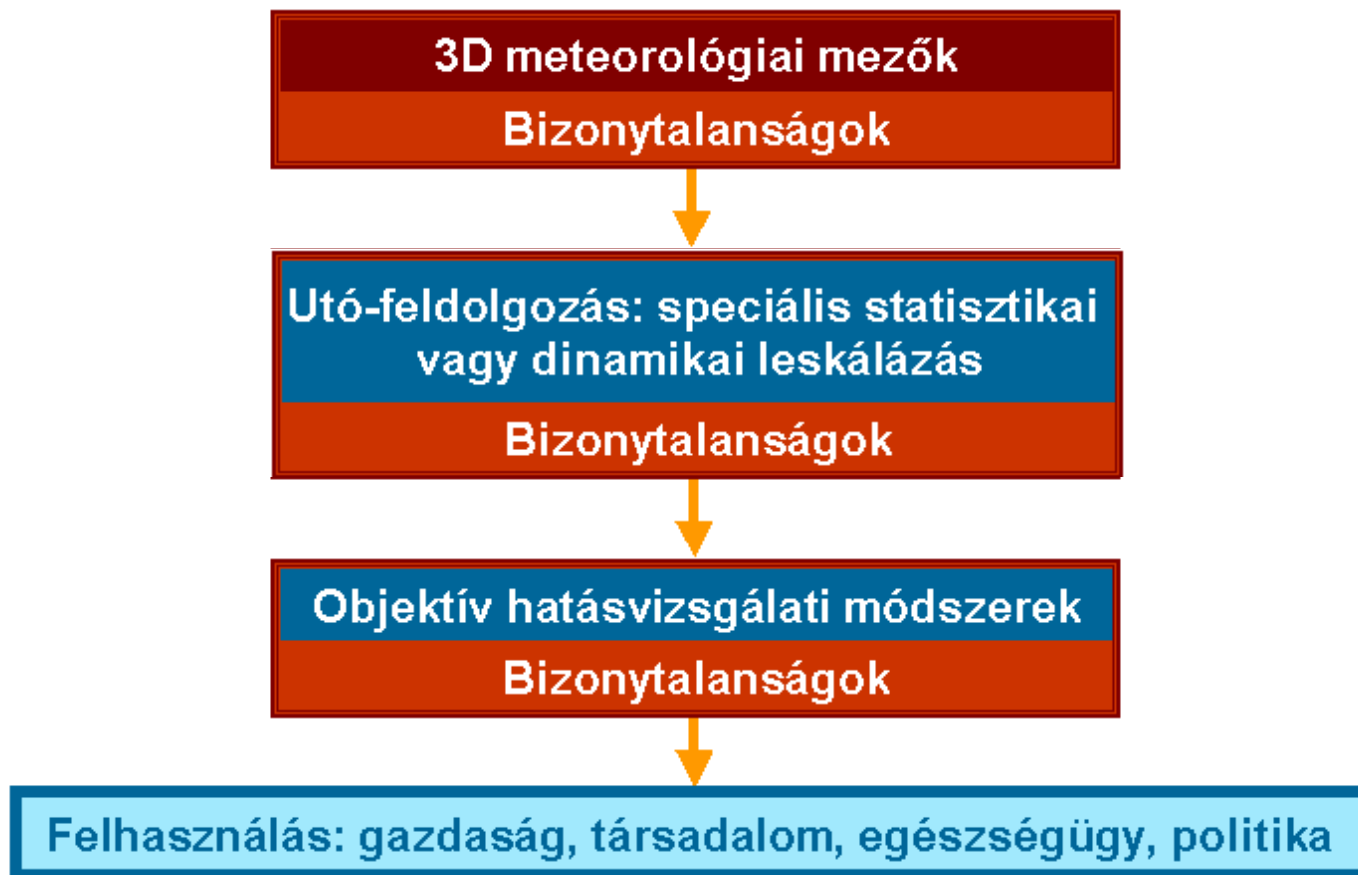 3D meteorológiai mezők
Bizonytalanságok
Utó-feldolgozás: speciális statisztikai
vagy dinamikai leskálázás
Bizonytalanságok
Objektív hatásvizsgálati módszerek
Bizonytalanságok
Felhasználás: gazdaság, társadalom, egészségügy, politika